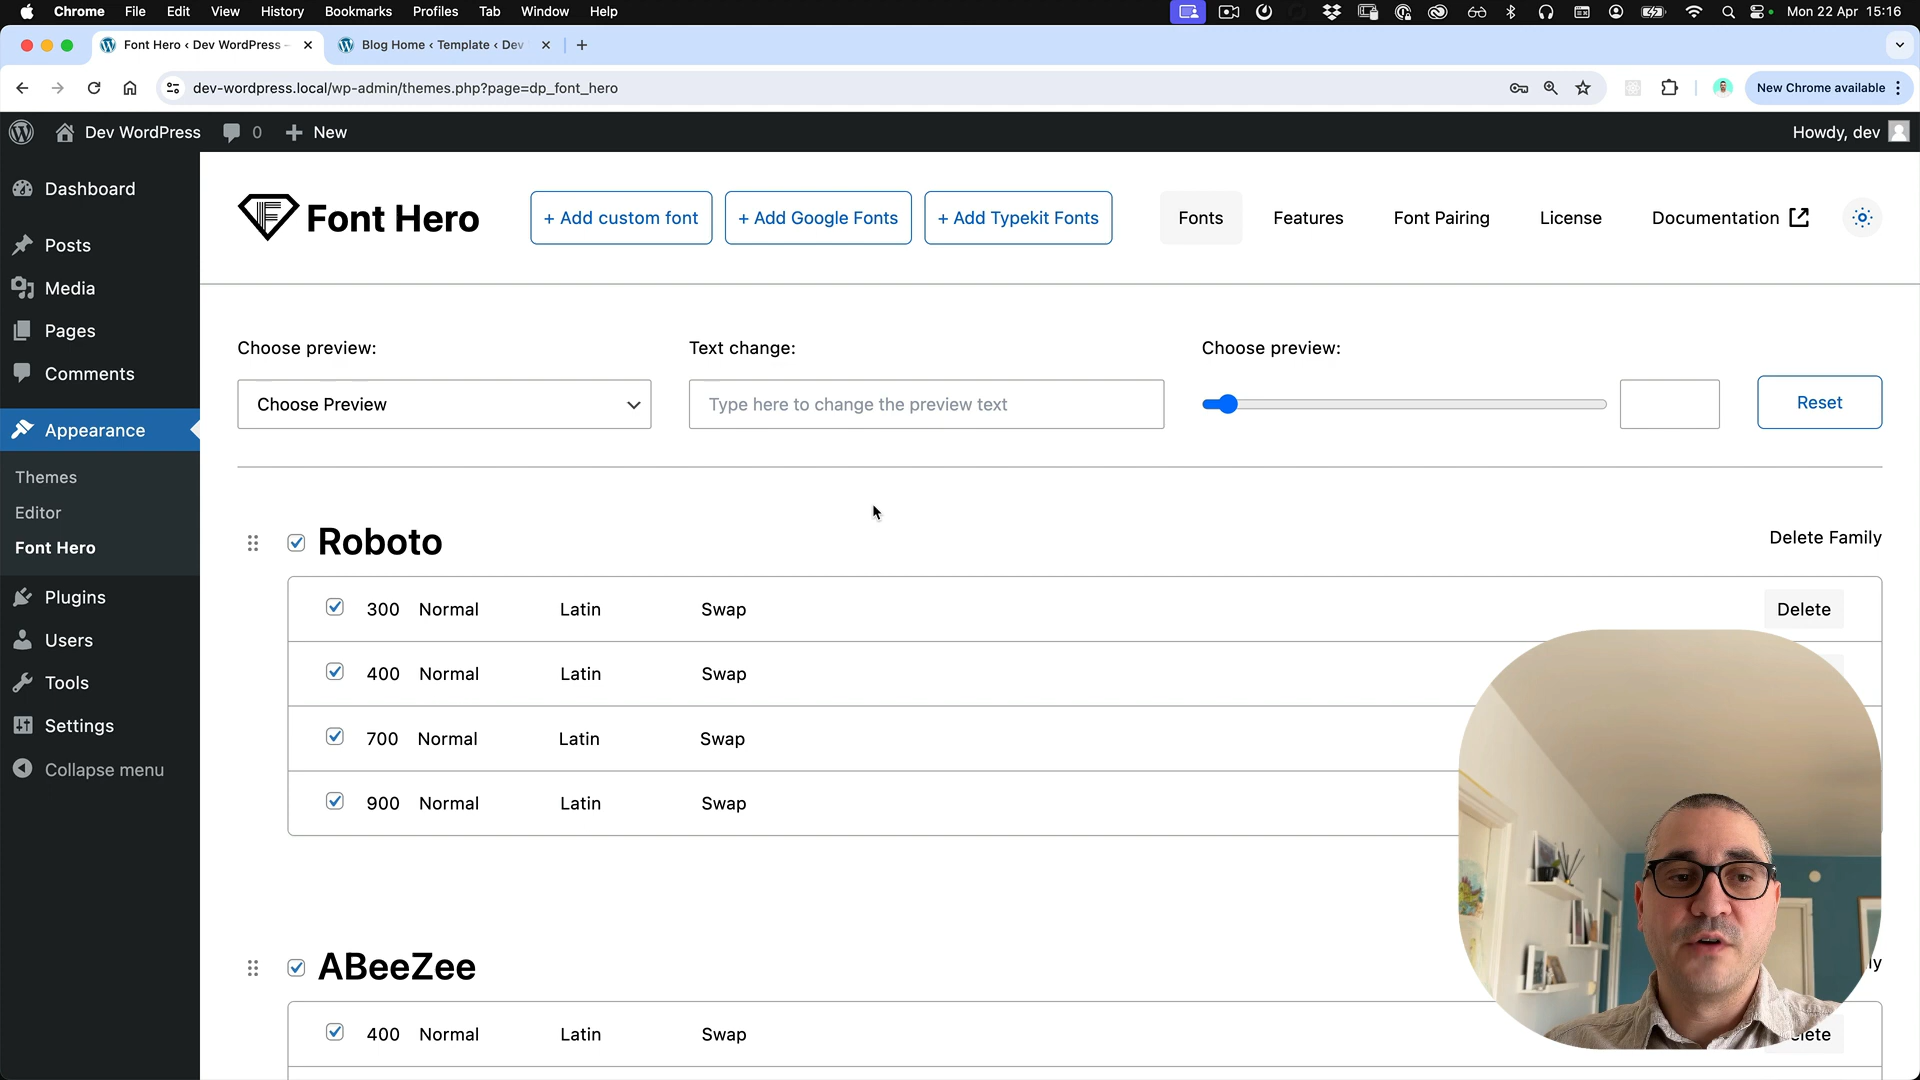 Chrome File Edit View History Bookmarks Profiles Tab Window Help Mon 22 Apr 15:16
Font Hero ‹ Dev WordPress Blog Home ‹ Template ‹ Dev
dev-wordpress.local/wp-admin/themes.php?page=dp_font_hero New Chrome available
Dev WordPress 0 New Howdy, dev
Dashboard
Posts
Media
Pages
Comments
Appearance
Themes
Editor
Font Hero
Plugins
Users
Tools
Settings
Collapse menu
Font Hero + Add custom font + Add Google Fonts + Add Typekit Fonts Fonts Features Font Pairing License Documentation
Choose preview: Text change: Choose preview:
Choose Preview Type here to change the preview text Reset
Roboto Delete Family
300 Normal Latin Swap Delete
400 Normal Latin Swap
700 Normal Latin Swap
900 Normal Latin Swap
ABeeZee
400 Normal Latin Swap